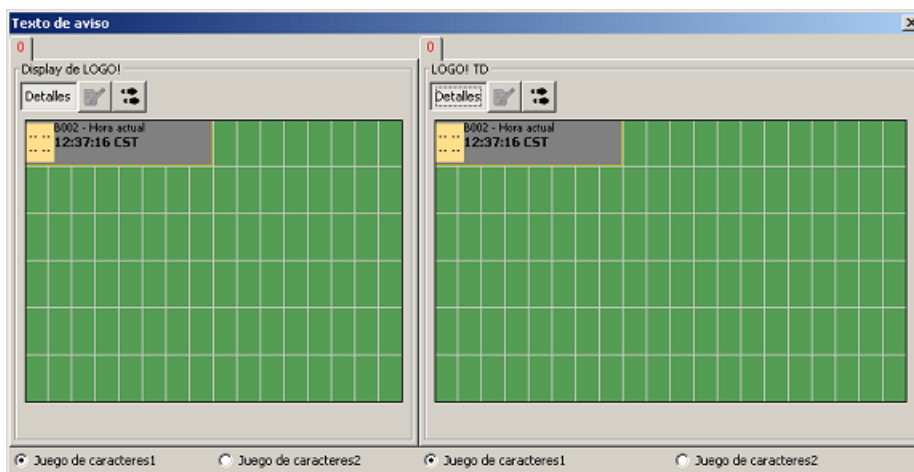 Texto de aviso
0
Display de LOGO!
Detalles
B002 - Hora actual
12:37:16 CST
Juego de caracteres1
Juego de caracteres2
0
LOGO! TD
Detalles
B002 - Hora actual
12:37:16 CST
Juego de caracteres1
Juego de caracteres2